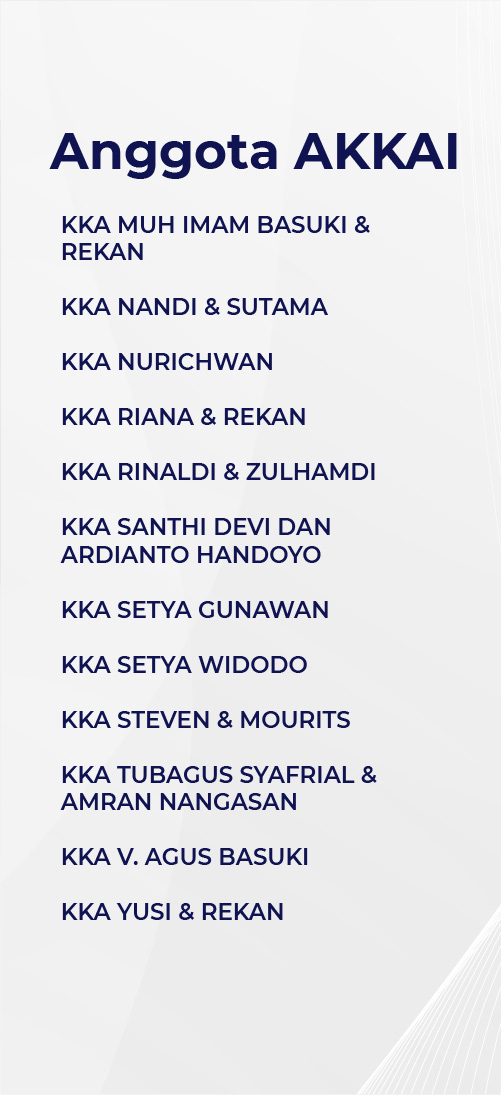 Anggota AKKAI
KKA MUH IMAM BASUKI &
REKAN
KKA NANDI & SUTAMA
KKA NURICHWAN
KKA RIANA & REKAN
KKA RINALDI & ZULHAMDI
KKA SANTHI DEVI DAN
ARDIANTO HANDOYO
KKA SETYA GUNAWAN
KKA SETYA WIDODO
KKA STEVEN & MOURITS
KKA TUBAGUS SYAFRIAL &
AMRAN NANGASAN
KKA V. AGUS BASUKI
KKA YUSI & REKAN